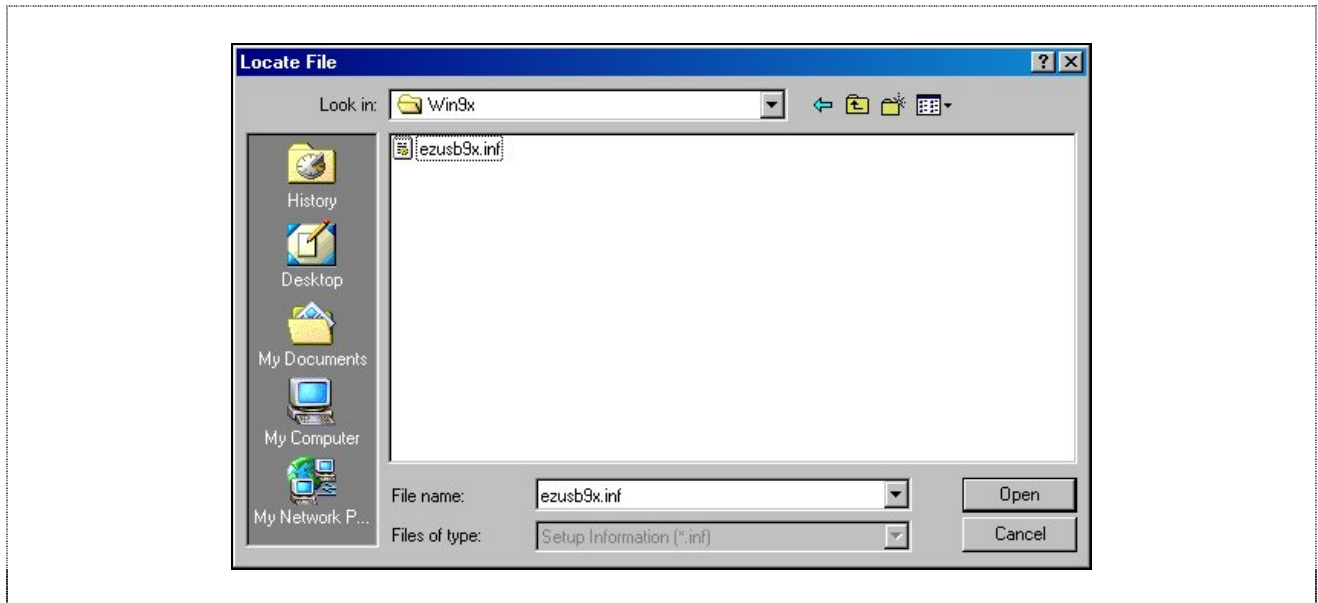 Locate File
Look in: Win9x
ezusb9x.inf
History
Desktop
My Documents
My Computer
My Network P...
File name: ezusb9x.inf Open
Files of type: Setup Information (*.inf) Cancel